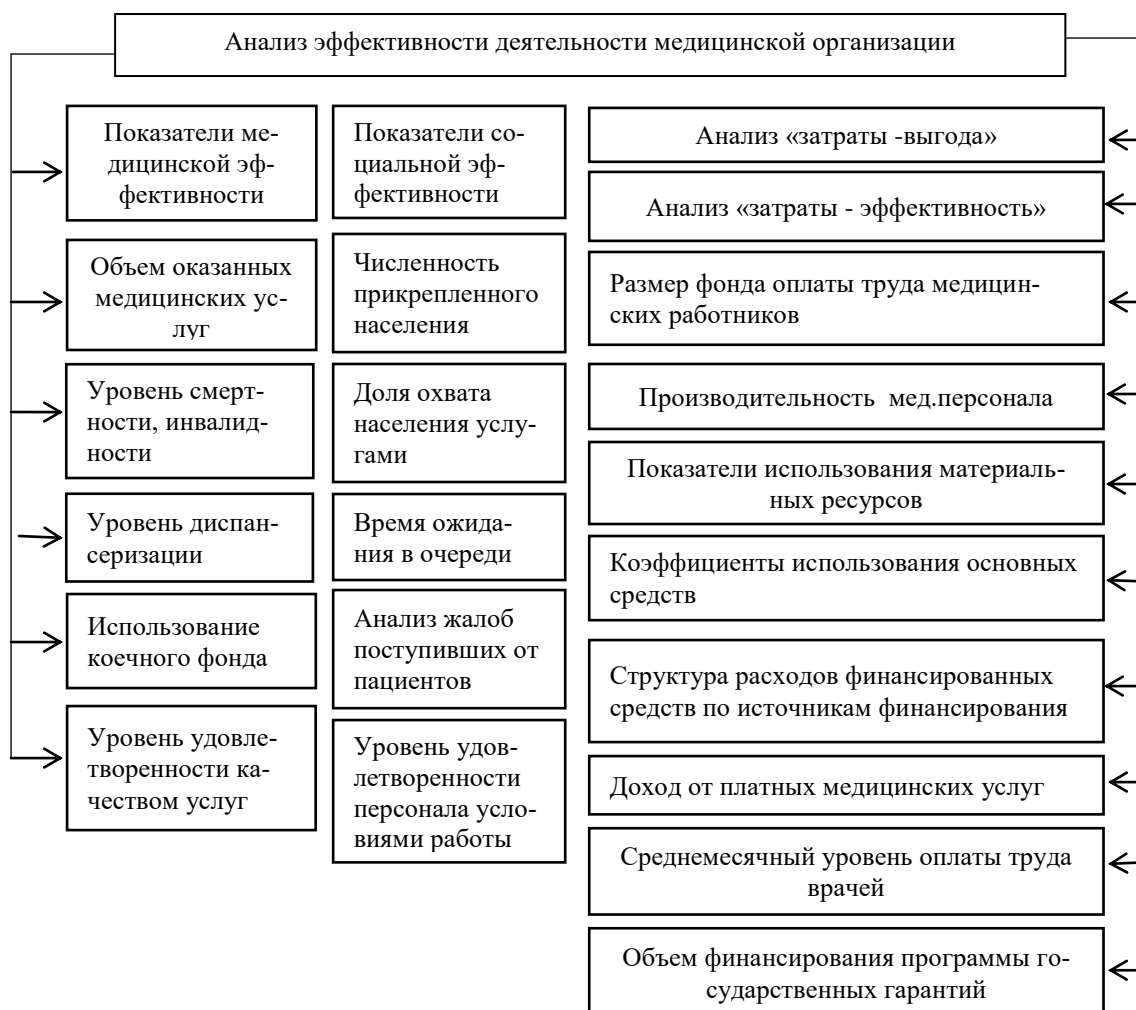 Анализ эффективности деятельности медицинской организации
Показатели ме-
дицинской эф-
фективности
Объем оказанных
медицинских ус-
луг
Уровень смерт-
ности, инвалид-
ности
Уровень диспан-
серизации
Использование
коечного фонда
Уровень удовле-
творенности ка-
чеством услуг
Показатели со-
циальной эф-
фективности
Численность
прикрепленного
населения
Доля охвата
населения услу-
гами
Время ожида-
ния в очереди
Анализ жалоб
поступивших от
пациентов
Уровень удов-
летворенности
персонала усло-
виями работы
Анализ «затраты -выгода»
Анализ «затраты - эффективность»
Размер фонда оплаты труда медицин-
ских работников
Производительность мед.персонала
Показатели использования материаль-
ных ресурсов
Коэффициенты использования основных
средств
Структура расходов финансированных
средств по источникам финансирования
Доход от платных медицинских услуг
Среднемесячный уровень оплаты труда
врачей
Объем финансирования программы го-
сударственных гарантий